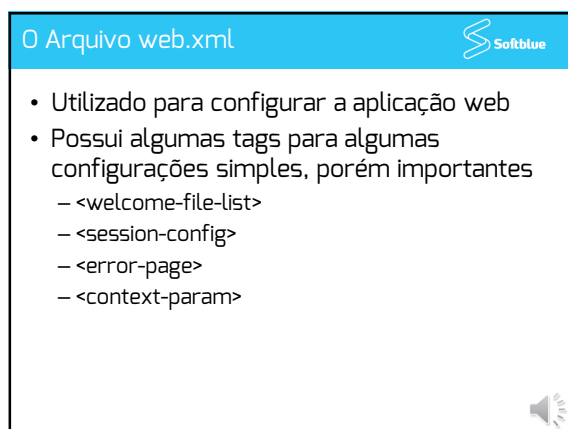 O Arquivo web.xml
Softblue
• Utilizado para configurar a aplicação web
• Possui algumas tags para algumas
configurações simples, porém importantes
– <welcome-file-list>
– <session-config>
– <error-page>
– <context-param>